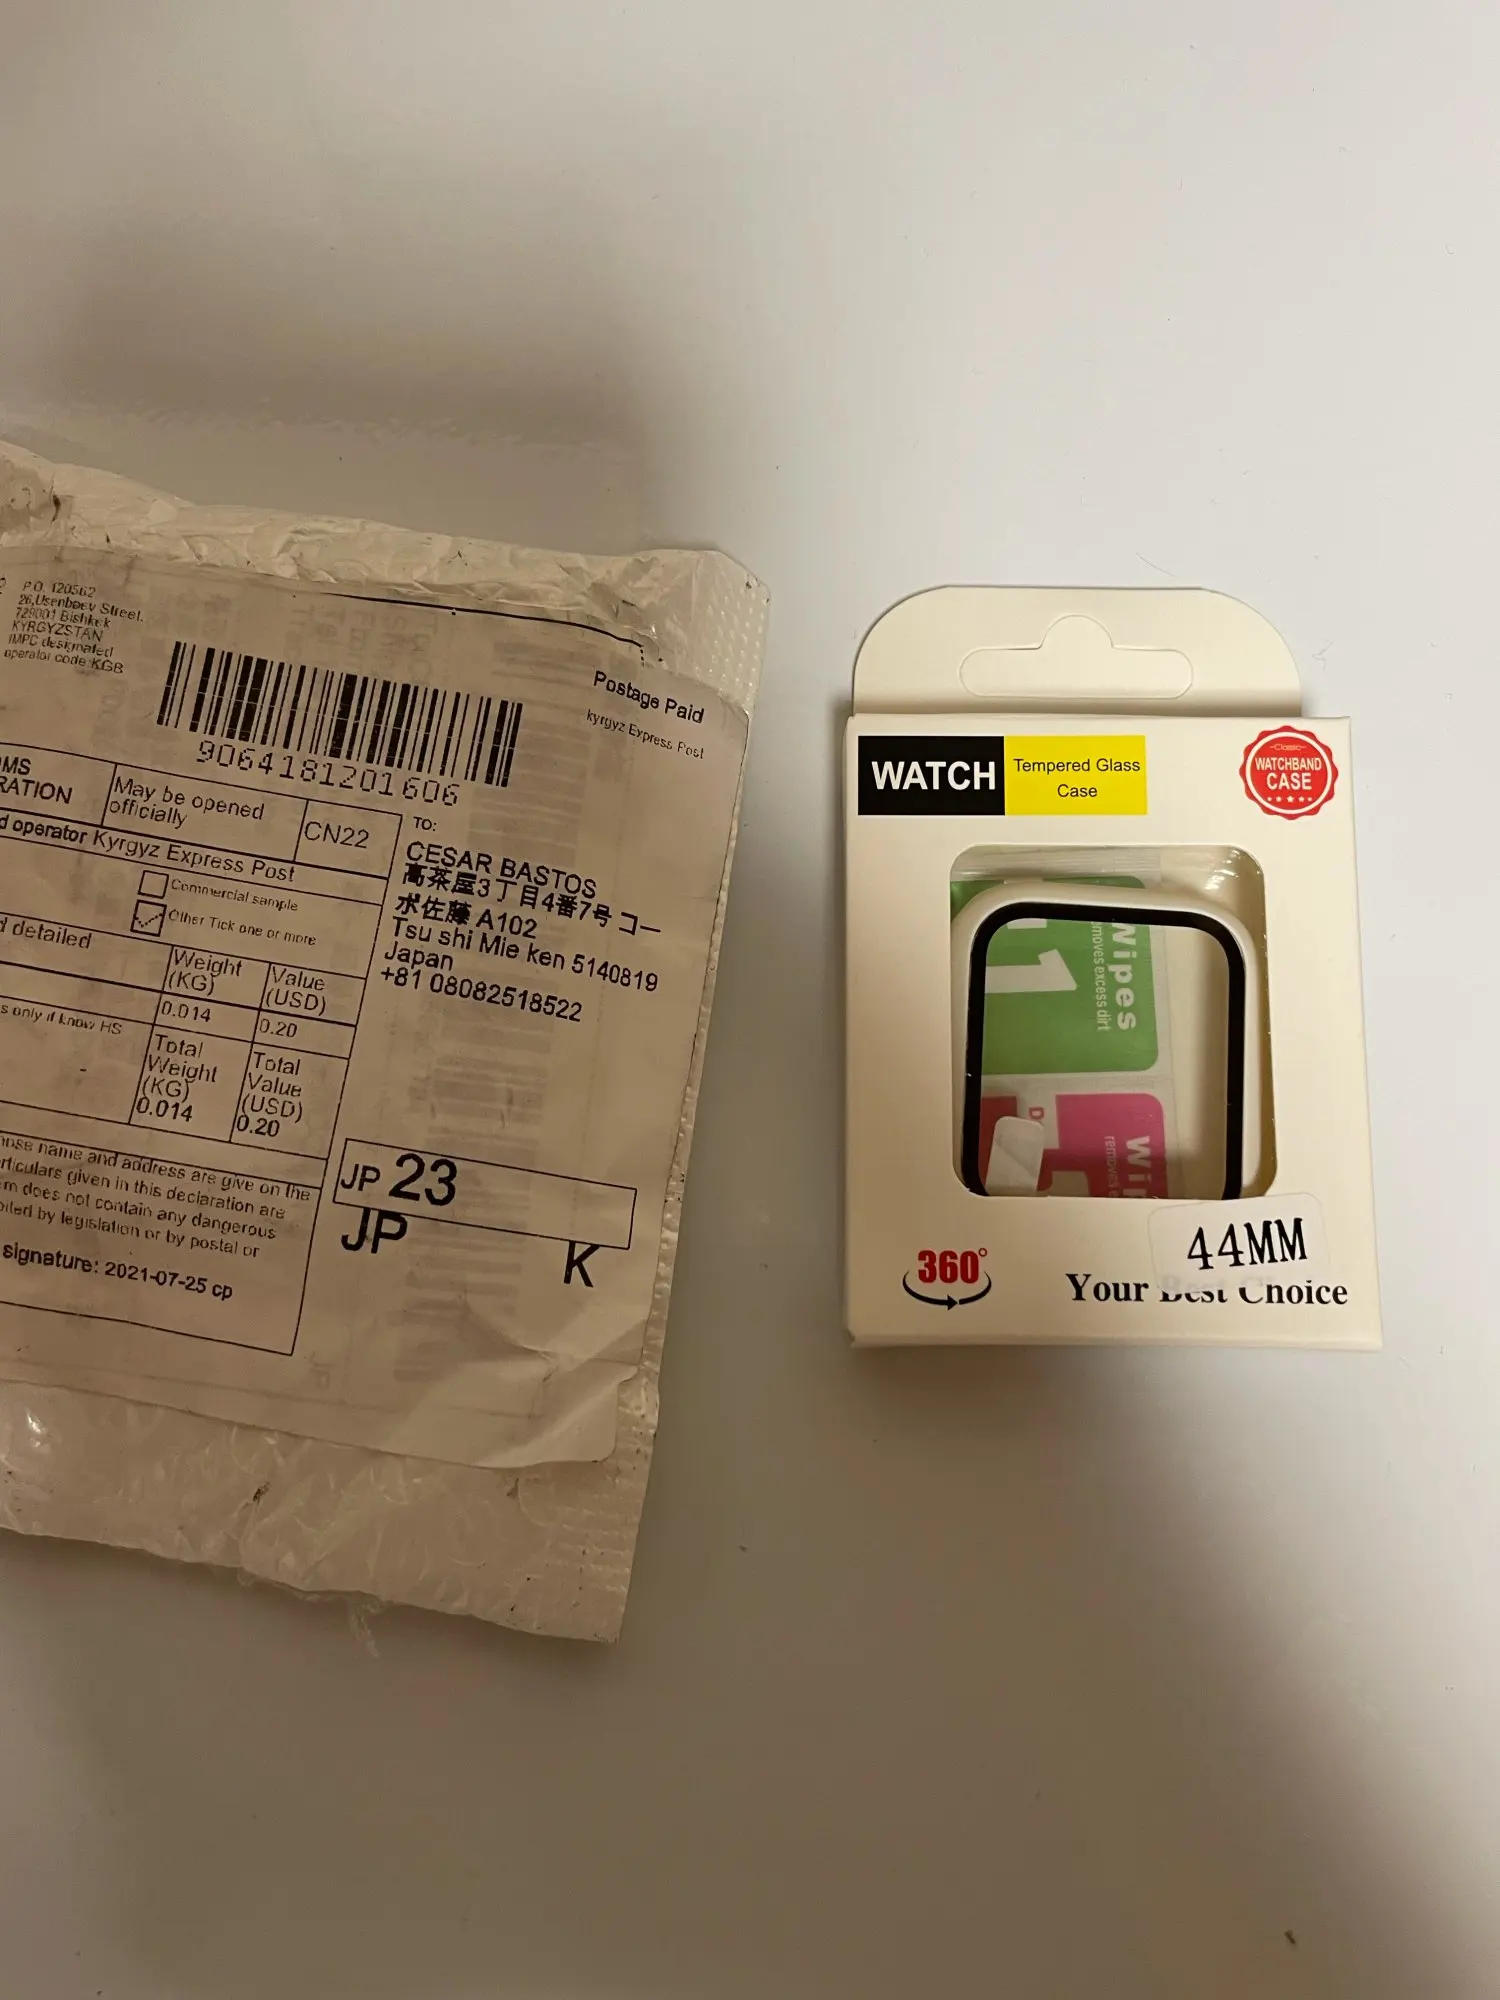 P.O. 120562
26,Usenbaev Street.
720001 Bishkek
KYRGYZSTAN
IMPC designated
operator code:KGB
Postage Paid
kyrgyz Express Post
9064181201606
May be opened
officially
CN22
operator Kyrgyz Express Post
Commercial sample
Other Tick one or more
detailed
Weight
(KG)
Value
(USD)
0.014
0.20
only if know HS
Total
Weight
(KG)
0.014
Total
Value
(USD)
0.20
name and address are give on the
given in this declaration are
does not contain any dangerous
by legislation or by postal or
signature: 2021-07-25 cp
TO:
CESAR BASTOS
高茶屋3丁目4番7号 コー
ポ佐藤 A102
Tsu shi Mie ken 5140819
Japan
+81 08082518522
JP 23
JP
K
WATCH
Tempered Glass
Case
Classic
WATCHBAND
CASE
1
Wipes
excess dirt
removes
360°
44MM
Your Best Choice